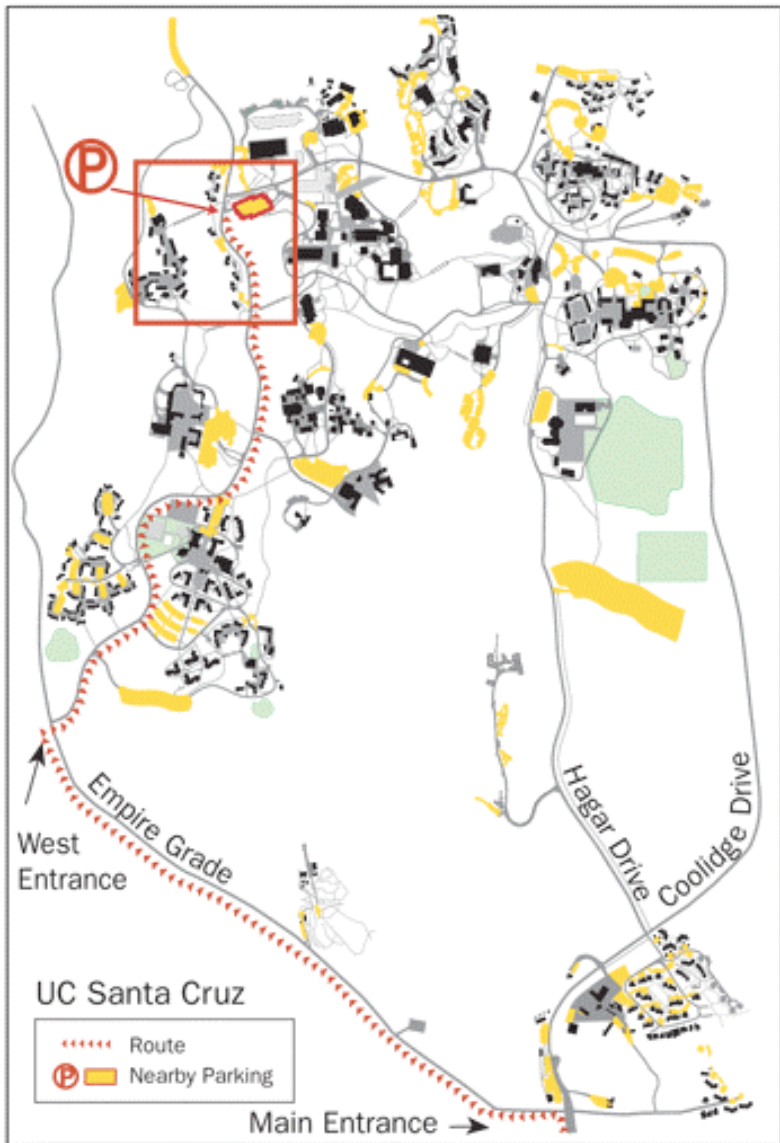 P
West
Entrance
Empire Grade
Hagar Drive
Coolidge Drive
UC Santa Cruz
Route
P Nearby Parking
Main Entrance